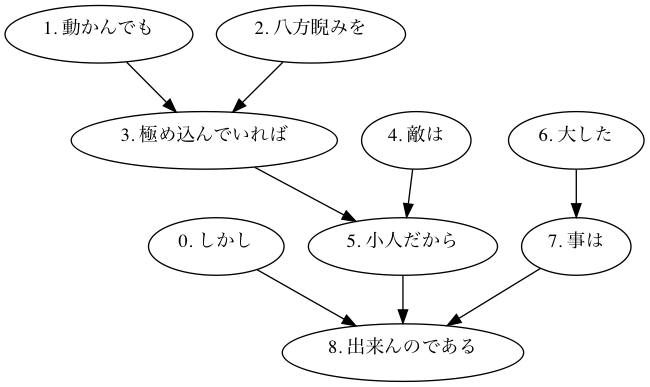 1. 動かんでも
2. 八方睨みを
3. 極め込んでいれば
4. 敵は
6. 大した
0. しかし
5. 小人だから
7. 事は
8. 出来んのである